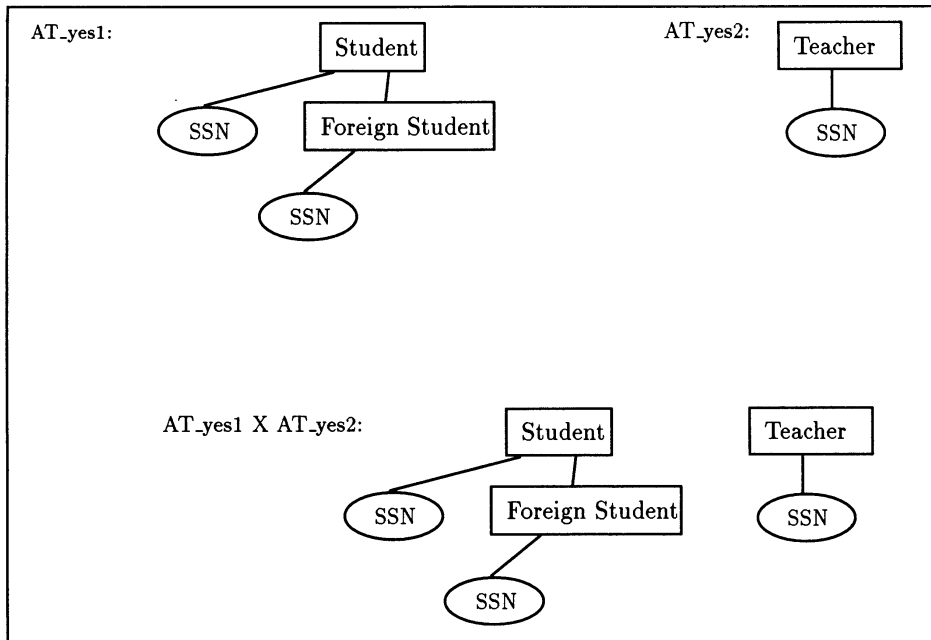 AT_yes1:
Student
AT_yes2:
Teacher
SSN
Foreign Student
SSN
SSN
AT_yes1 X AT_yes2:
Student
Teacher
SSN
Foreign Student
SSN
SSN